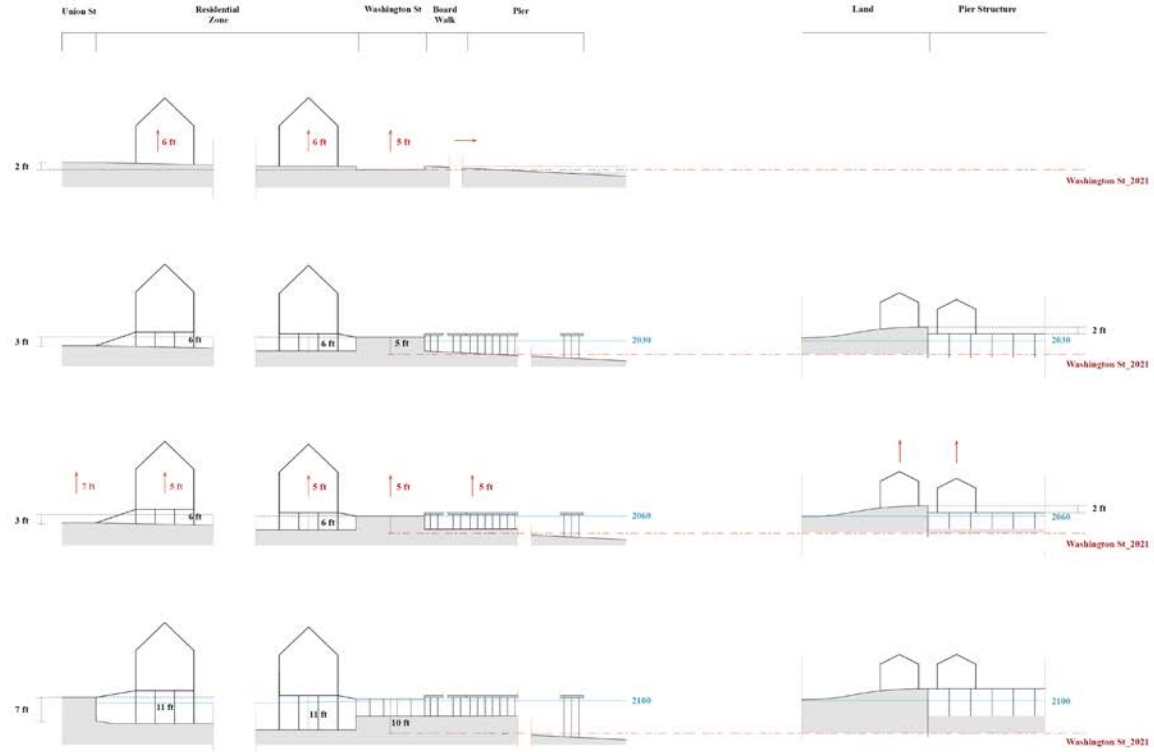 Union St
Residential
Zone
Washington St
Board
Walk
Pier
Land
Pier Structure
6 ft
6 ft
5 ft
2 ft
Washington St_2021
3 ft
6 ft
6 ft
5 ft
2030
2 ft
2030
Washington St_2021
7 ft
5 ft
5 ft
5 ft
5 ft
3 ft
6 ft
6 ft
2060
2 ft
2060
Washington St_2021
7 ft
11 ft
11 ft
10 ft
2100
2100
Washington St_2021